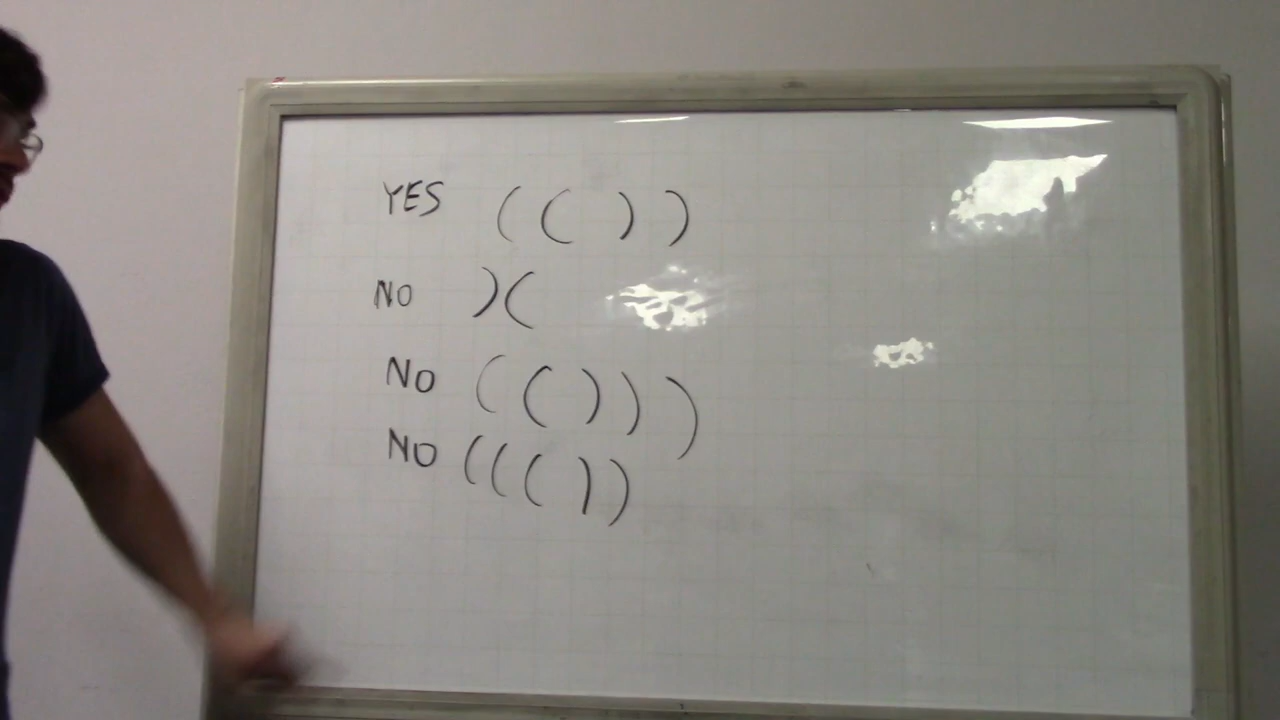 YES ( ( ) )
NO )(
NO ( ( ) ) )
NO ( ( ( ) )